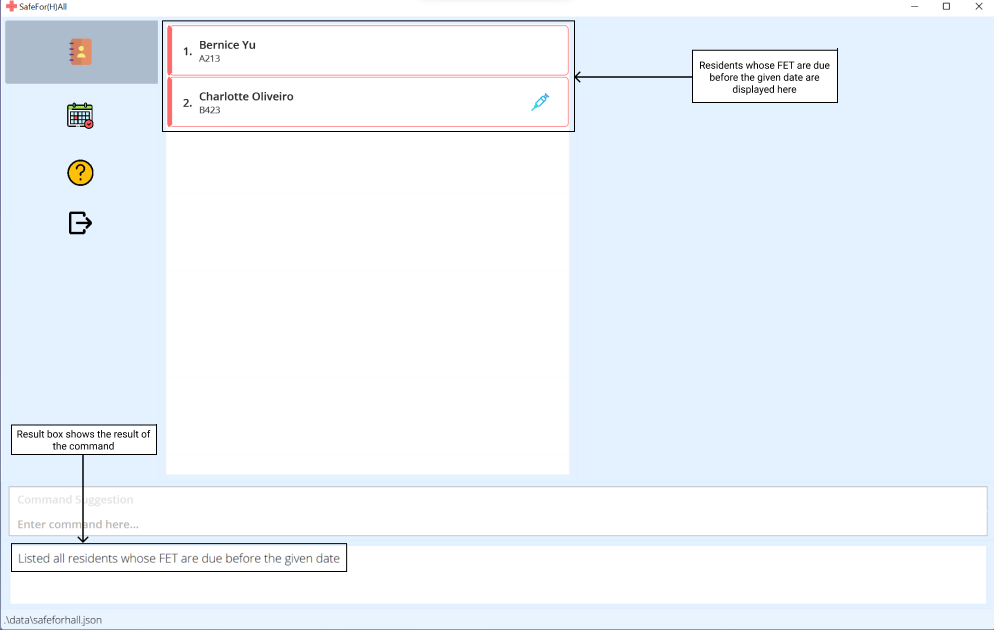 SafeFor(H)All
1. Bernice Yu
A213
2. Charlotte Oliveiro
B423
Residents whose FET are due
before the given date are
displayed here
?
Result box shows the result of
the command
Command Suggestion
Enter command here...
Listed all residents whose FET are due before the given date
.\data\safeforhall.json